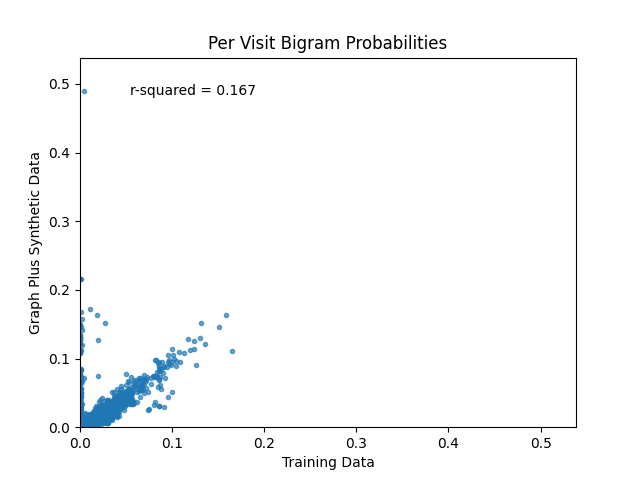 Per Visit Bigram Probabilities
r-squared = 0.167
Graph Plus Synthetic Data
0.5
0.4
0.3
0.2
0.1
0.0
0.0 0.1 0.2 0.3 0.4 0.5
Training Data